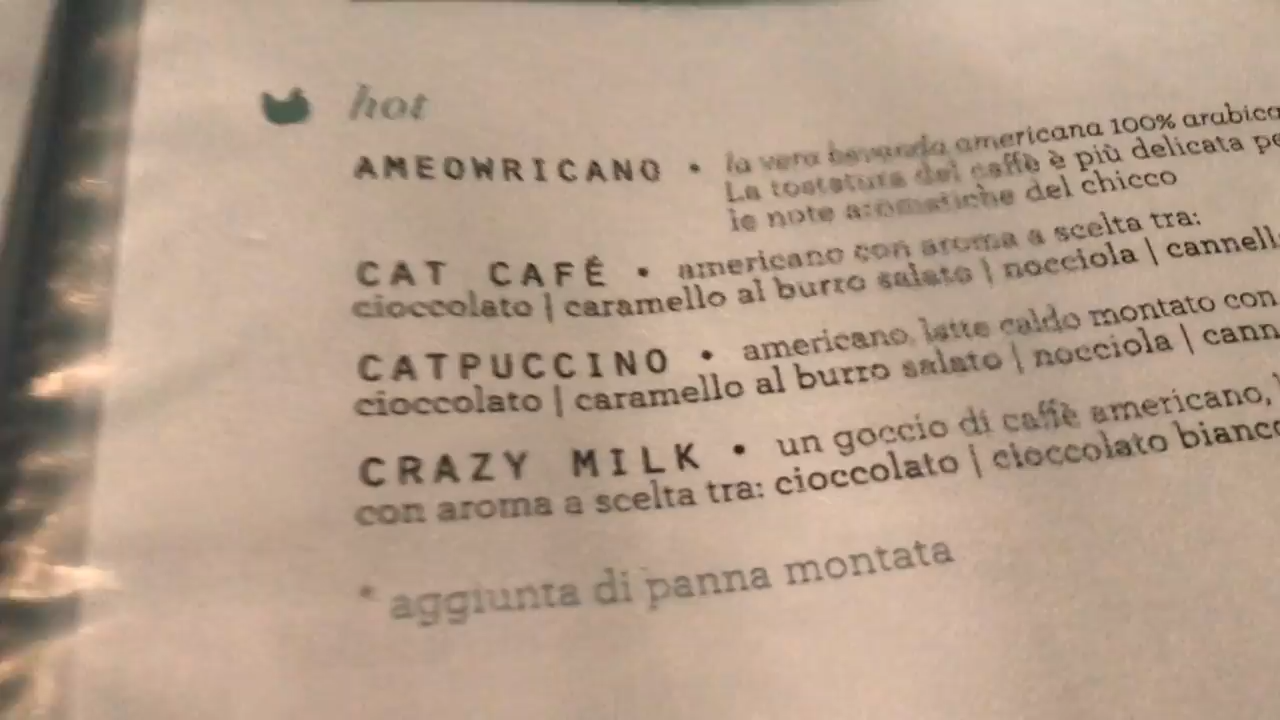 hot
AMEOWRICANO • la vera bevanda americana 100% arabica
La tostatura del caffè è più delicata pe
le note aromatiche del chicco
CAT CAFÉ • americano con aroma a scelta tra:
cioccolato | caramello al burro salato | nocciola | cannell
CATPUCCINO • americano, latte caldo montato con
cioccolato | caramello al burro salato | nocciola | cann
CRAZY MILK • un goccio di caffè americano,
con aroma a scelta tra: cioccolato | cioccolato bianco
* aggiunta di panna montata